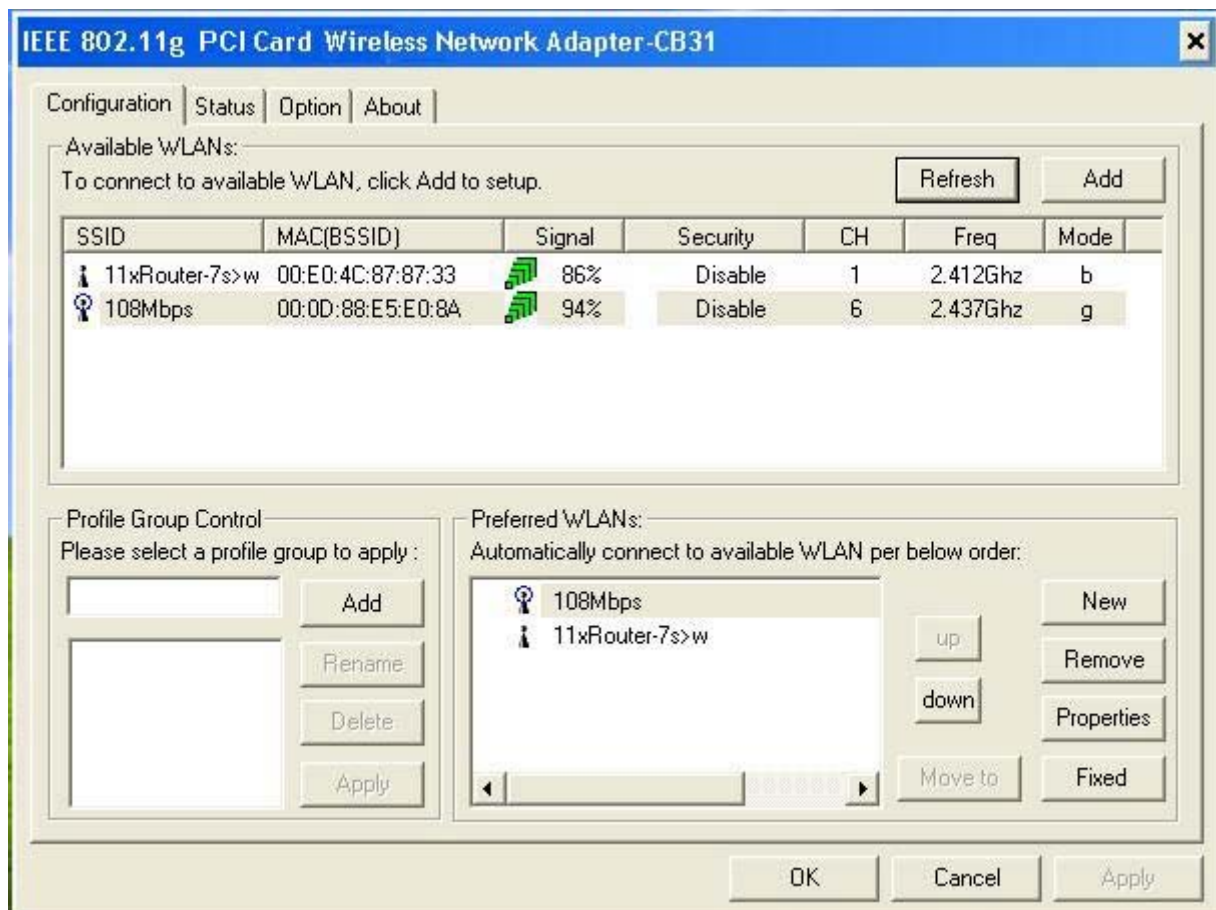 IEEE 802.11g PCI Card Wireless Network Adapter-CB31
Configuration Status Option About
Available WLANs:
To connect to available WLAN, click Add to setup.
Refresh Add
SSID MAC(BSSID) Signal Security CH Freq Mode
11xRouter-7s>w 00:E0:4C:87:87:33 86% Disable 1 2.412Ghz b
108Mbps 00:0D:88:E5:E0:8A 94% Disable 6 2.437Ghz g
Profile Group Control
Please select a profile group to apply :
Add
Rename
Delete
Apply
Preferred WLANs:
Automatically connect to available WLAN per below order:
108Mbps
11xRouter-7s>w
up
down
Move to
New
Remove
Properties
Fixed
OK Cancel Apply